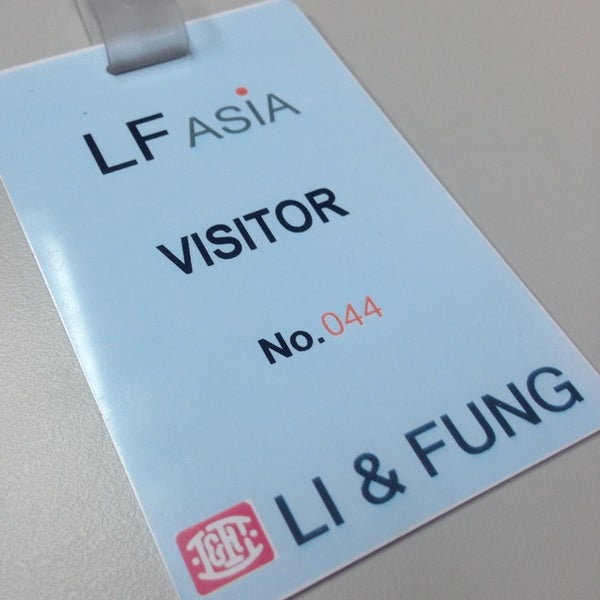 LF ASIA
VISITOR
No.044
LI & FUNG